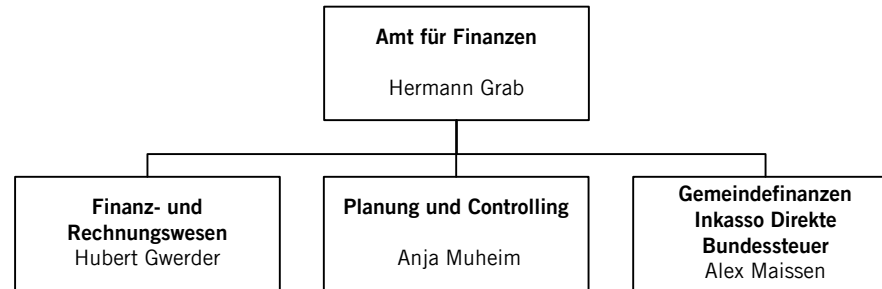 Amt für Finanzen
Hermann Grab
Finanz- und
Rechnungswesen
Hubert Gwerder
Planung und Controlling
Anja Muheim
Gemeindefinanzen
Inkasso Direkte
Bundessteuer
Alex Maissen